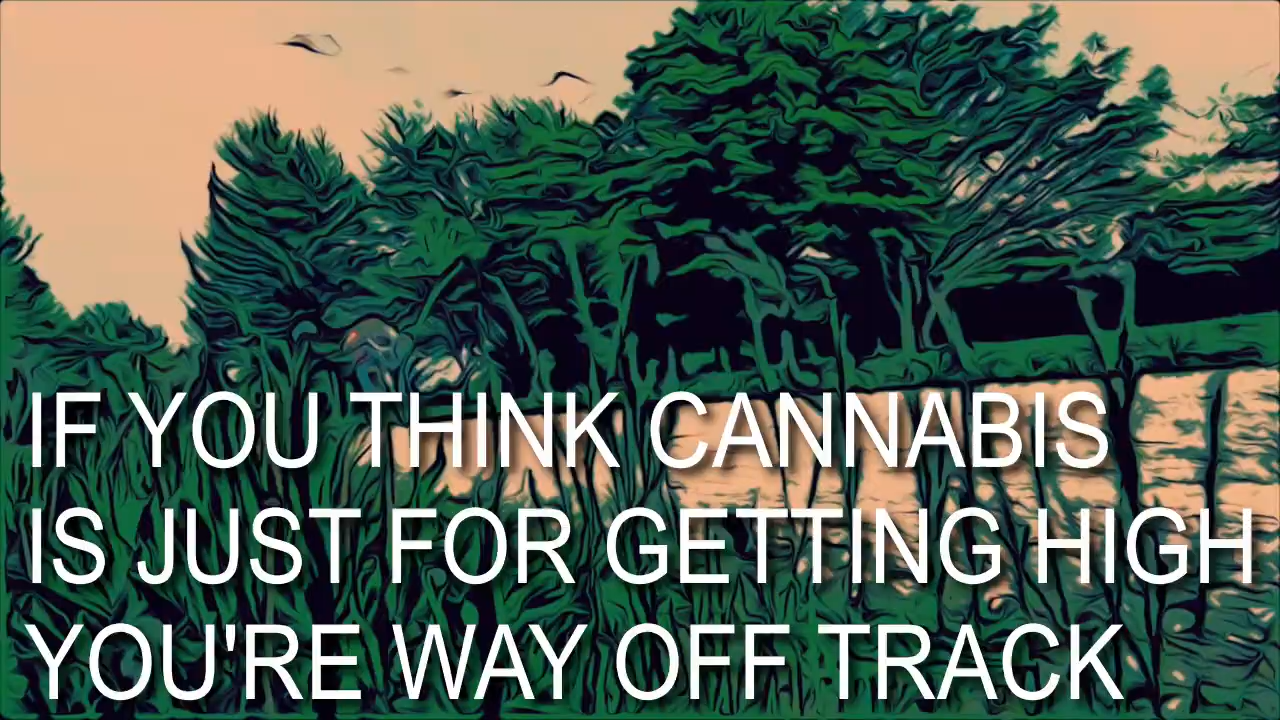 IF YOU THINK CANNABIS
IS JUST FOR GETTING HIGH
YOU'RE WAY OFF TRACK